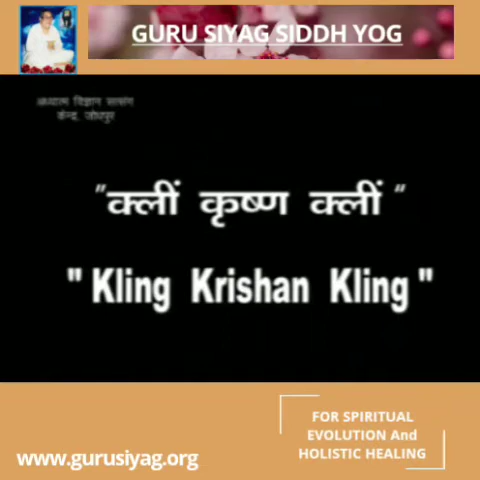 GURU SIYAG SIDDH YOG
अध्यात्म विज्ञान सत्संग
केन्द्र, जोधपुर
"क्लीं कृष्ण क्लीं"
"Kling Krishan Kling"
FOR SPIRITUAL
EVOLUTION And
HOLISTIC HEALING
www.gurusiyag.org